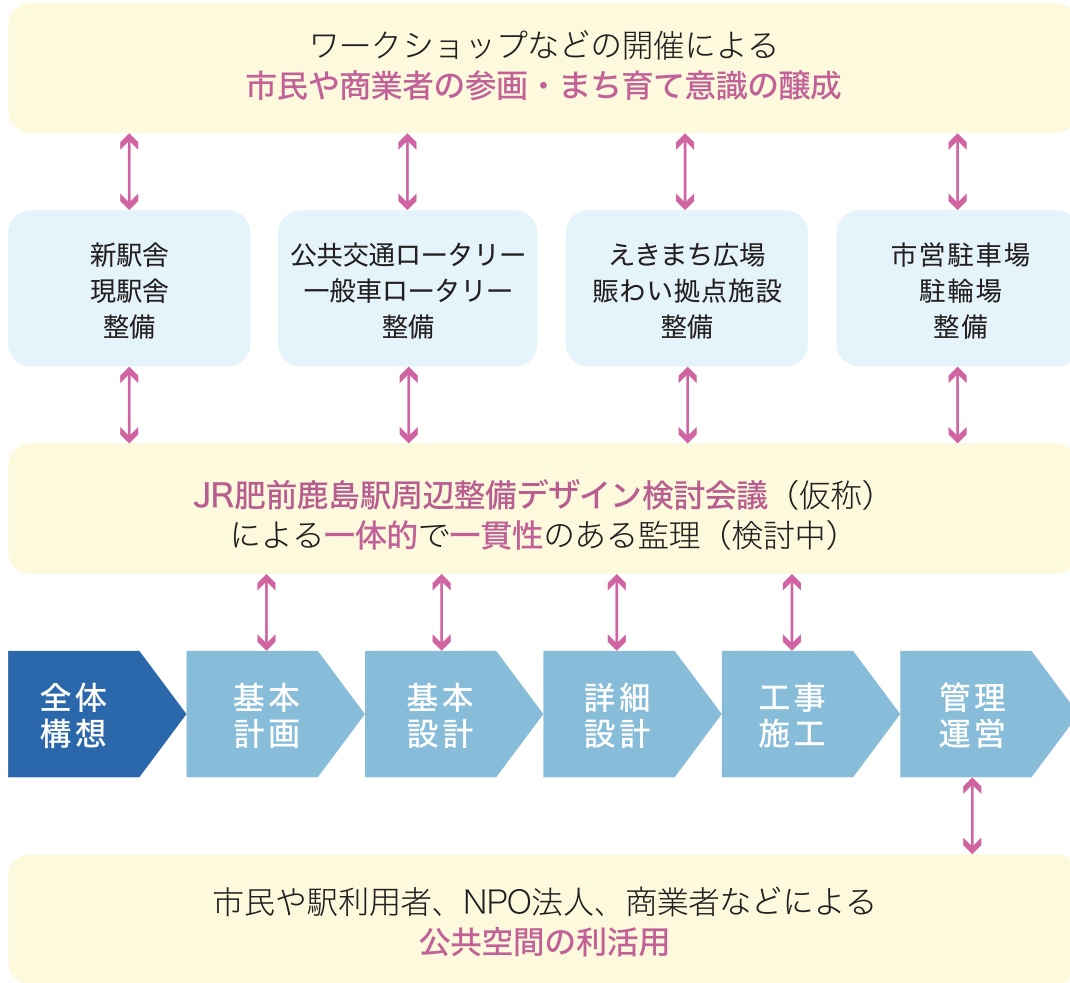 ワークショップなどの開催による
市民や商業者の参画・まち育て意識の醸成
新駅舎
現駅舎
整備
公共交通ロータリー
一般車ロータリー
整備
えきまち広場
賑わい拠点施設
整備
市営駐車場
駐輪場
整備
JR肥前鹿島駅周辺整備デザイン検討会議（仮称）
による一体的で一貫性のある監理（検討中）
全体
構想
基本
計画
基本
設計
詳細
設計
工事
施工
管理
運営
市民や駅利用者、NPO法人、商業者などによる
公共空間の利活用